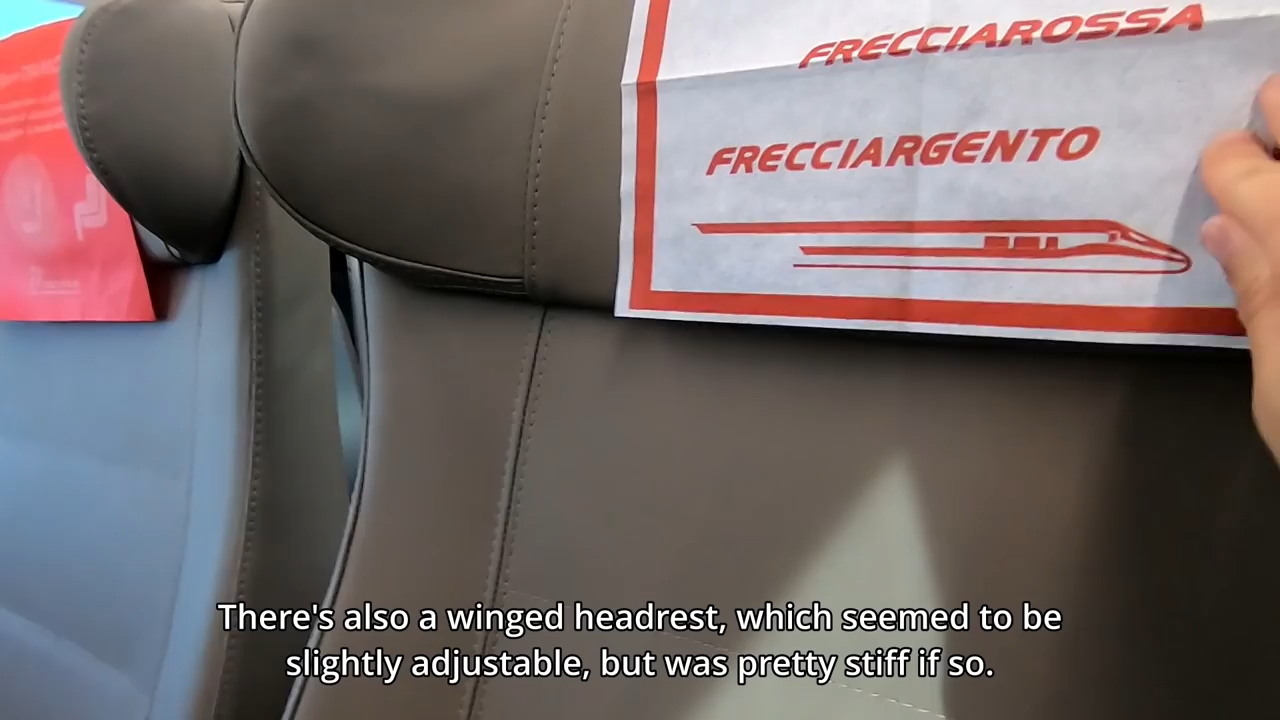 FRECCIAROSSA
FRECCIARGENTO
There's also a winged headrest, which seemed to be
slightly adjustable, but was pretty stiff if so.